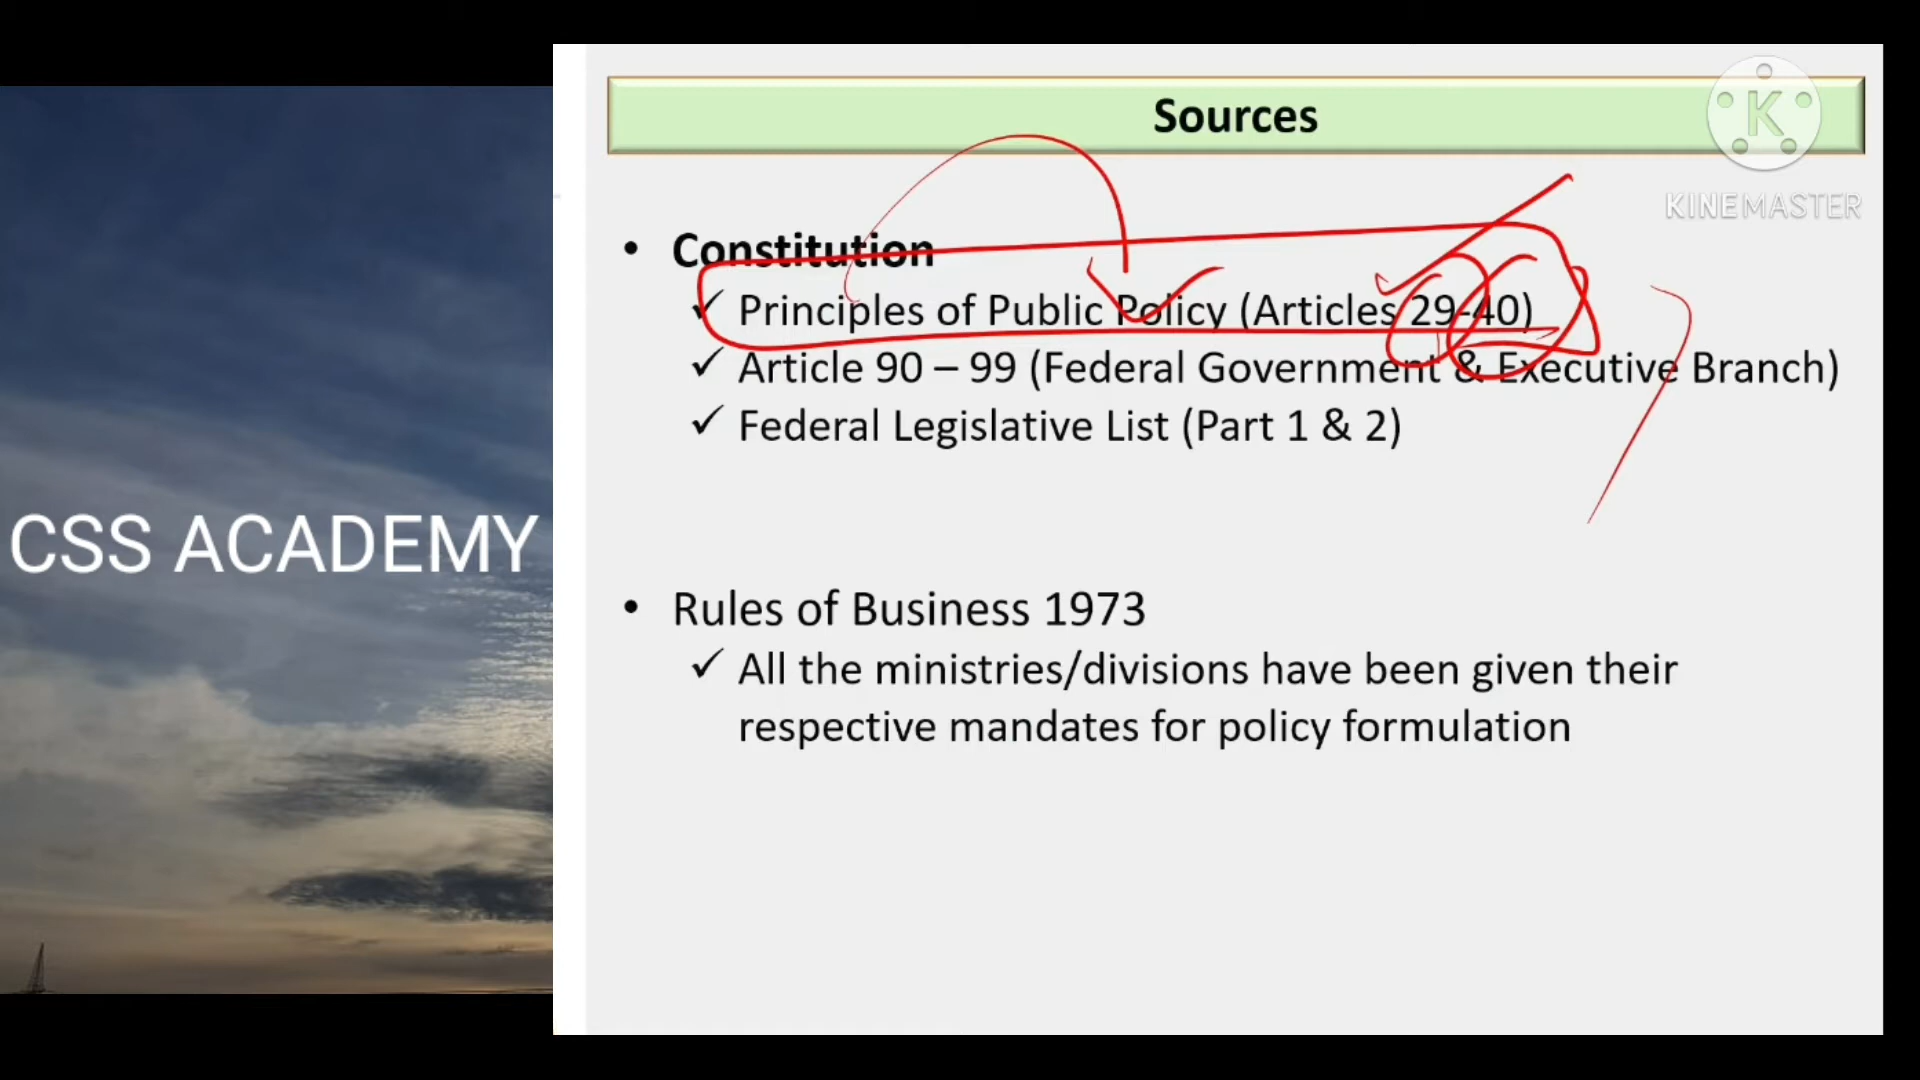 Sources
K
KINEMASTER
• Constitution
✓ Principles of Public Policy (Articles 29-40)
✓ Article 90 – 99 (Federal Government & Executive Branch)
✓ Federal Legislative List (Part 1 & 2)
CSS ACADEMY
• Rules of Business 1973
✓ All the ministries/divisions have been given their
respective mandates for policy formulation